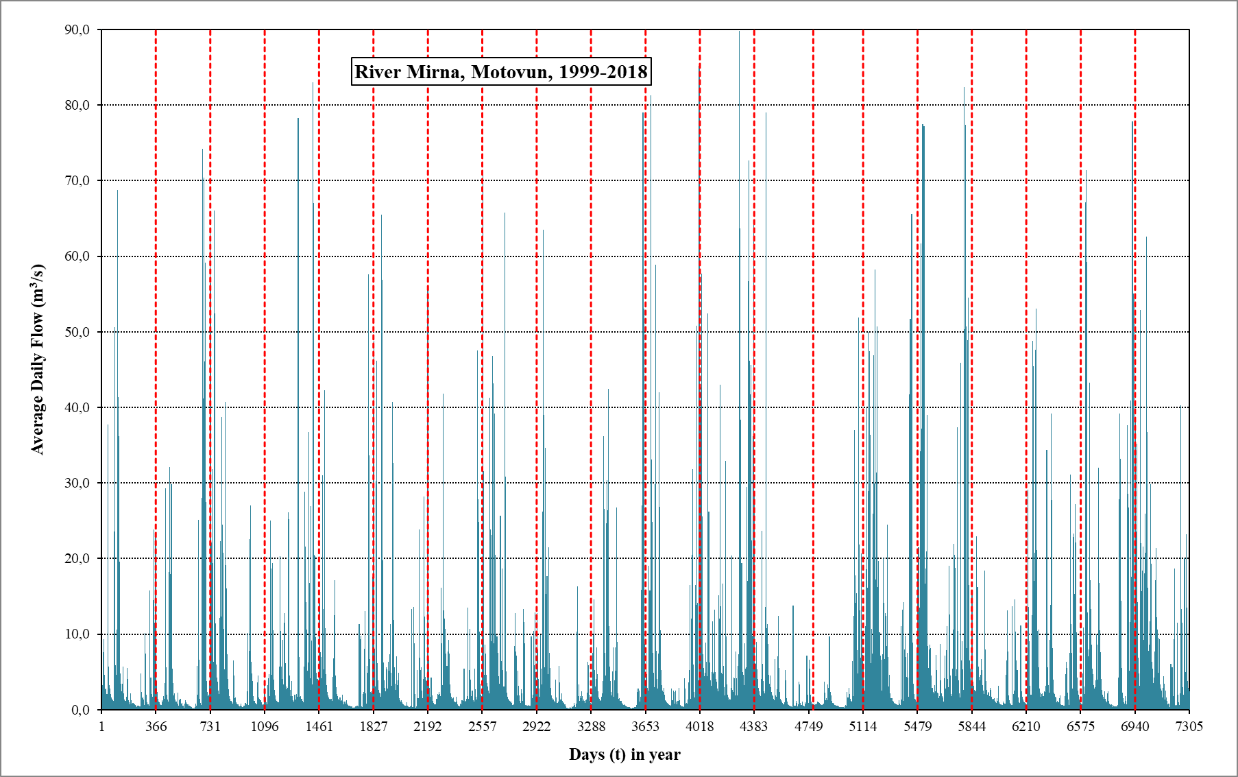 90,0
River Mirna, Motovun, 1999-2018
80,0
70,0
60,0
50,0
40,0
30,0
20,0
10,0
0,0
Average Daily Flow (m³/s)
1 366 731 1096 1461 1827 2192 2557 2922 3288 3653 4018 4383 4749 5114 5479 5844 6210 6575 6940 7305
Days (t) in year